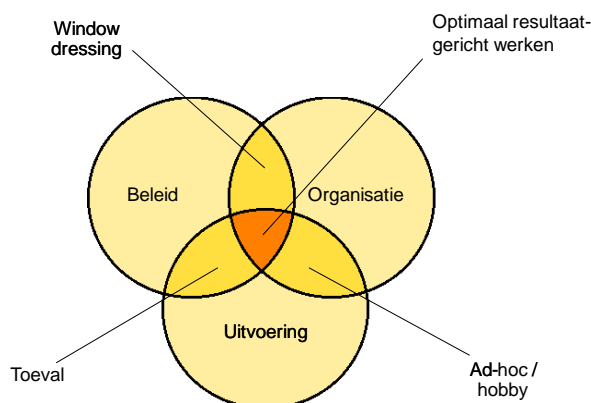 Window
dressing
Optimaal resultaat-
gericht werken
Beleid
Organisatie
Uitvoering
Toeval
Ad-hoc /
hobby